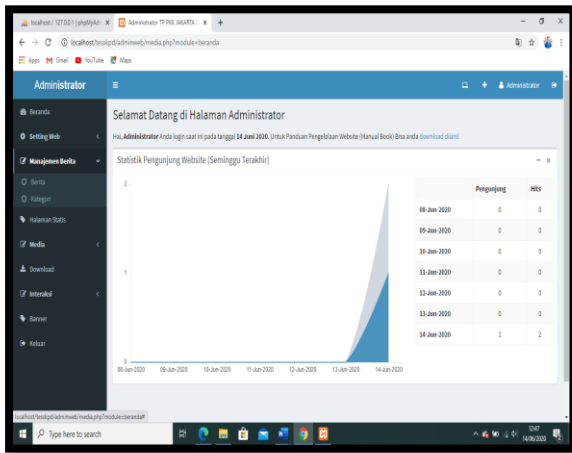 localhost / 127.0.0.1 | phpMyAdm
Administrator TP PKK JAKARTA
localhost/tesskpd/adminweb/media.php?module=beranda
Apps Gmail YouTube Maps
Administrator
Administrator
Beranda
Setting Web
Manajemen Berita
Berita
Kategori
Halaman Statis
Media
Download
Interaksi
Banner
Keluar
Selamat Datang di Halaman Administrator
Hai, Administrator Anda login saat ini pada tanggal 14 Juni 2020. Untuk Panduan Pengelolaan Website (Manual Book) Bisa anda download disini!
Statistik Pengunjung Website (Seminggu Terakhir)
2
1
0
08-Jun-2020 09-Jun-2020 10-Jun-2020 11-Jun-2020 12-Jun-2020 13-Jun-2020 14-Jun-2020
Pengunjung Hits
08-Jun-2020 0 0
09-Jun-2020 0 0
10-Jun-2020 0 0
11-Jun-2020 0 0
12-Jun-2020 0 0
13-Jun-2020 0 0
14-Jun-2020 1 2
localhost/tesskpd/adminweb/media.php?module=beranda#
Type here to search
12:47
14/06/2020